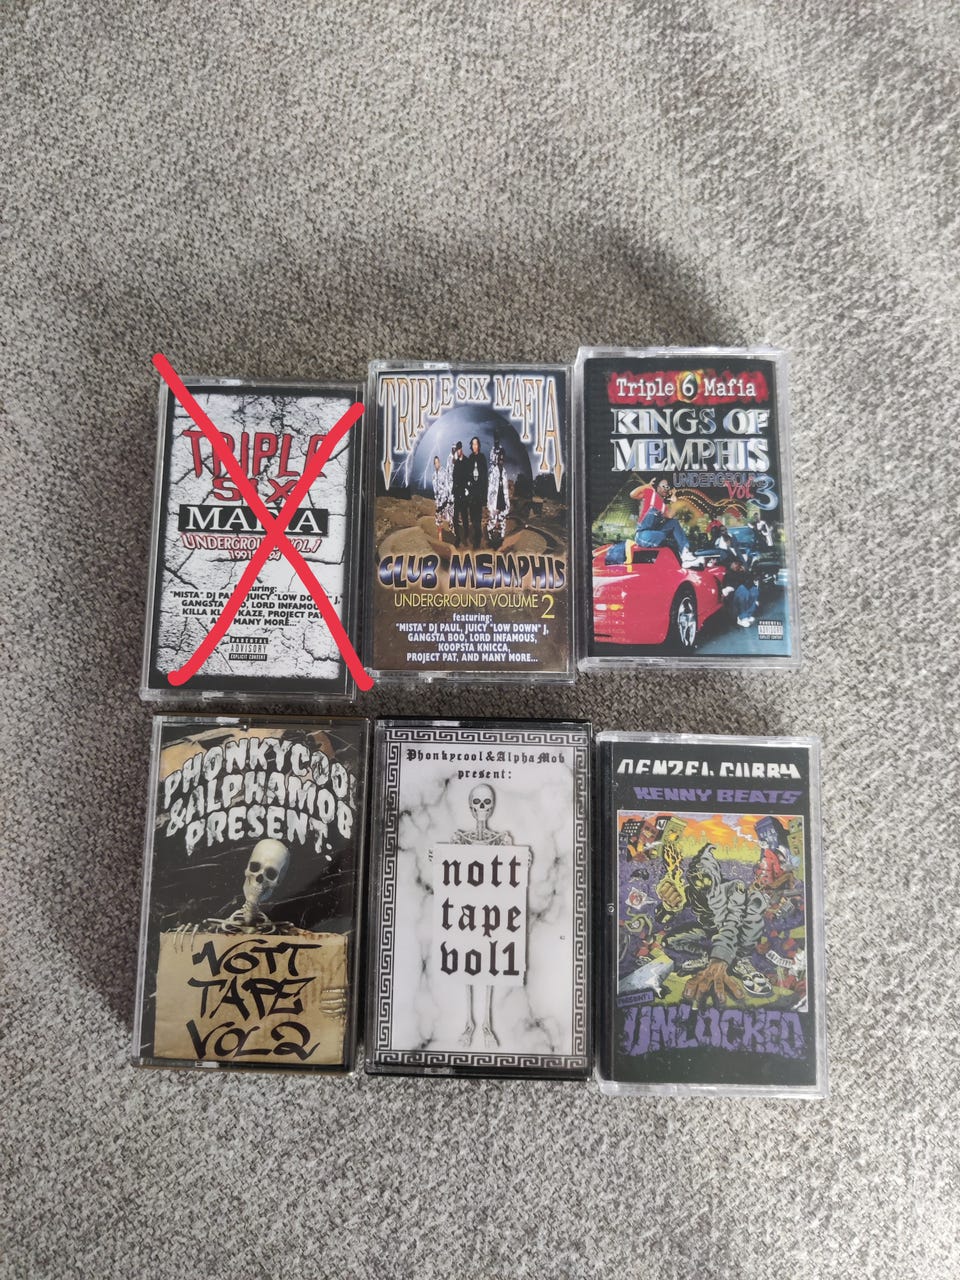 TRIPLE
SIX
MAFIA
UNDERGROUND VOL. 1
featuring:
"MISTA" DJ PAUL, JUICY "LOW DOWN" J,
GANGSTA BOO, LORD INFAMOUS,
KILLA KLAN KAZE, PROJECT PAT
AND MANY MORE...
PARENTAL
ADVISORY
EXPLICIT CONTENT
TRIPLE SIX MAFIA
CLUB MEMPHIS
UNDERGROUND VOLUME 2
featuring:
"MISTA" DJ PAUL, JUICY "LOW DOWN" J,
GANGSTA BOO, LORD INFAMOUS,
KOOPSTA KNICCA,
PROJECT PAT, AND MANY MORE...
Triple 6 Mafia
KINGS OF
MEMPHIS
UNDERGROUND
VOL. 3
PARENTAL
ADVISORY
EXPLICIT CONTENT
PHONKYCOOL
&ALPHAMOB
PRESENT:
NOTT
TAPE
VOL2
Phonkycool&AlphaMob
present:
nott
tape
vol1
DENZEL CURRY
KENNY BEATS
PRESENT:
UNLOCKED